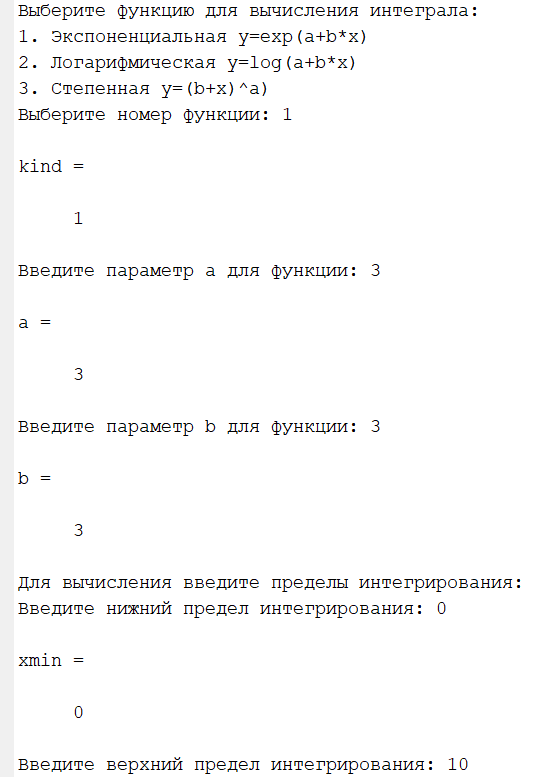 Выберите функцию для вычисления интеграла:
1. Экспоненциальная y=exp(a+b*x)
2. Логарифмическая y=log(a+b*x)
3. Степенная y=(b+x)^a)
Выберите номер функции: 1
kind =
1
Введите параметр a для функции: 3
a =
3
Введите параметр b для функции: 3
b =
3
Для вычисления введите пределы интегрирования:
Введите нижний предел интегрирования: 0
xmin =
0
Введите верхний предел интегрирования: 10